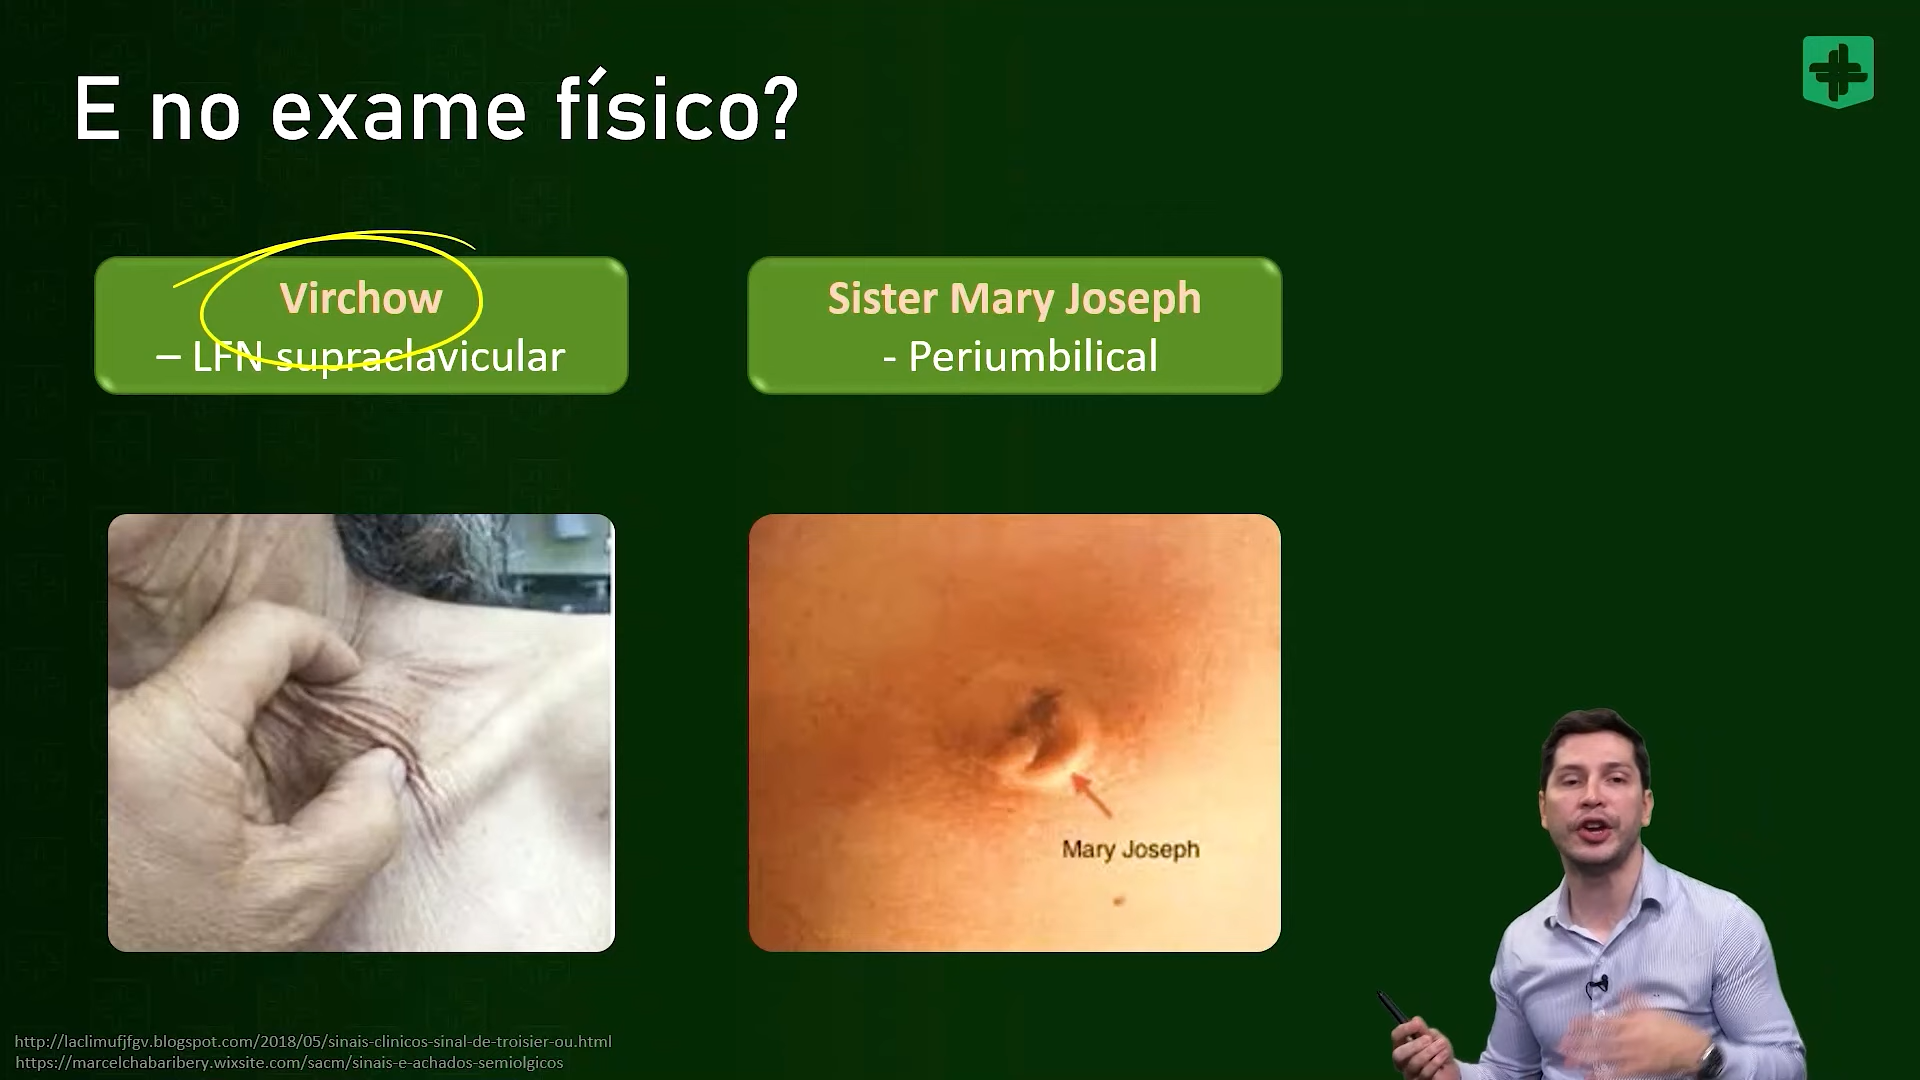 E no exame físico?
Virchow
– LFN supraclavicular
Sister Mary Joseph
- Periumbilical
Mary Joseph
http://laclimufjfgv.blogspot.com/2018/05/sinais-clinicos-sinal-de-troisier-ou.html
https://marcelchabaribery.wixsite.com/sacm/sinais-e-achados-semiolgicos